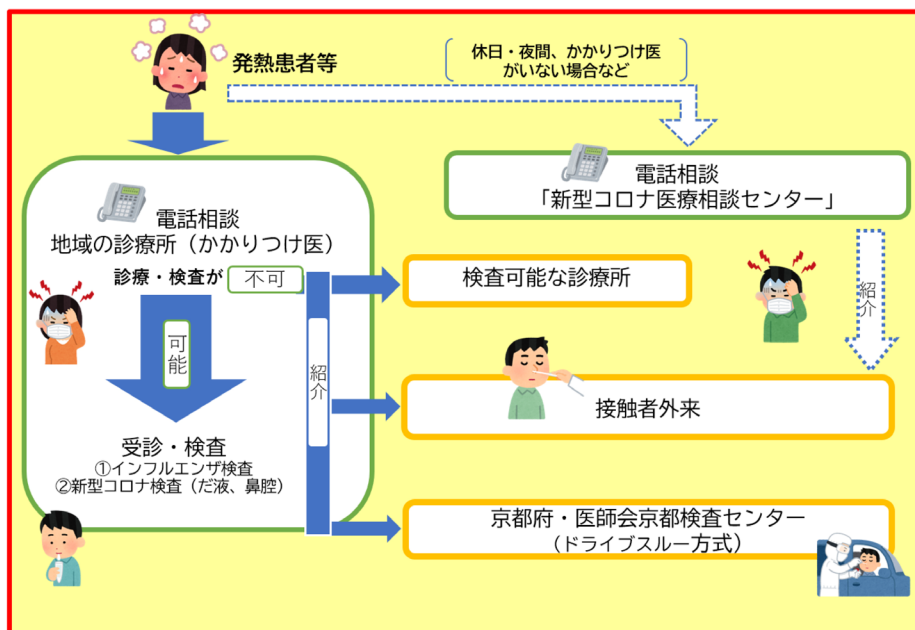 発熱患者等
休日・夜間、かかりつけ医
がいない場合など
電話相談
「新型コロナ医療相談センター」
電話相談
地域の診療所（かかりつけ医）
診療・検査が 不可
可能
紹介
受診・検査
①インフルエンザ検査
②新型コロナ検査（だ液、鼻腔）
検査可能な診療所
紹介
接触者外来
京都府・医師会京都検査センター
（ドライブスルー方式）